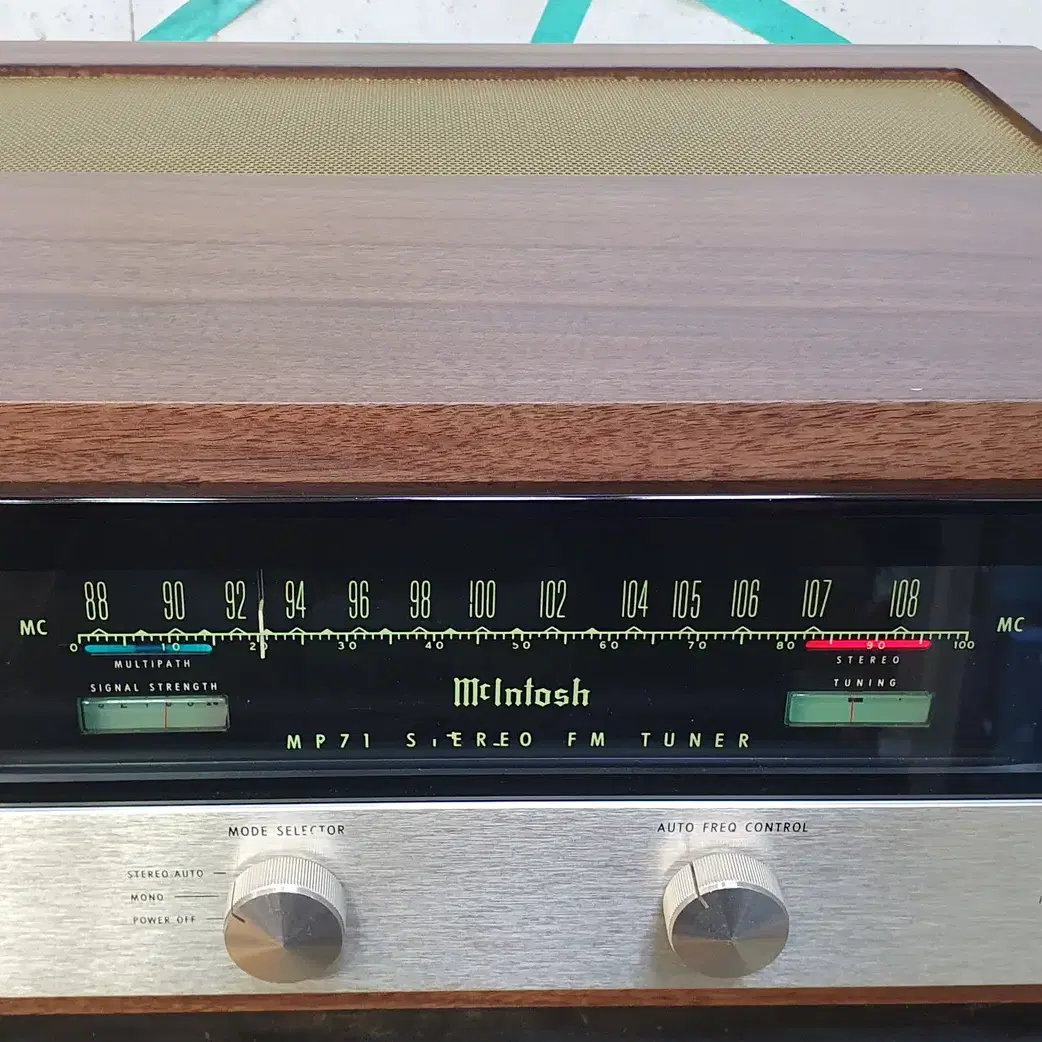 88 90 92 94 96 98 100 102 104 105 106 107 108
MC MC
0 10 20 30 40 50 60 70 80 90 100
MULTIPATH STEREO
SIGNAL STRENGTH TUNING
McIntosh
MP71 STEREO FM TUNER
MODE SELECTOR AUTO FREQ CONTROL
STEREO AUTO
MONO
POWER OFF